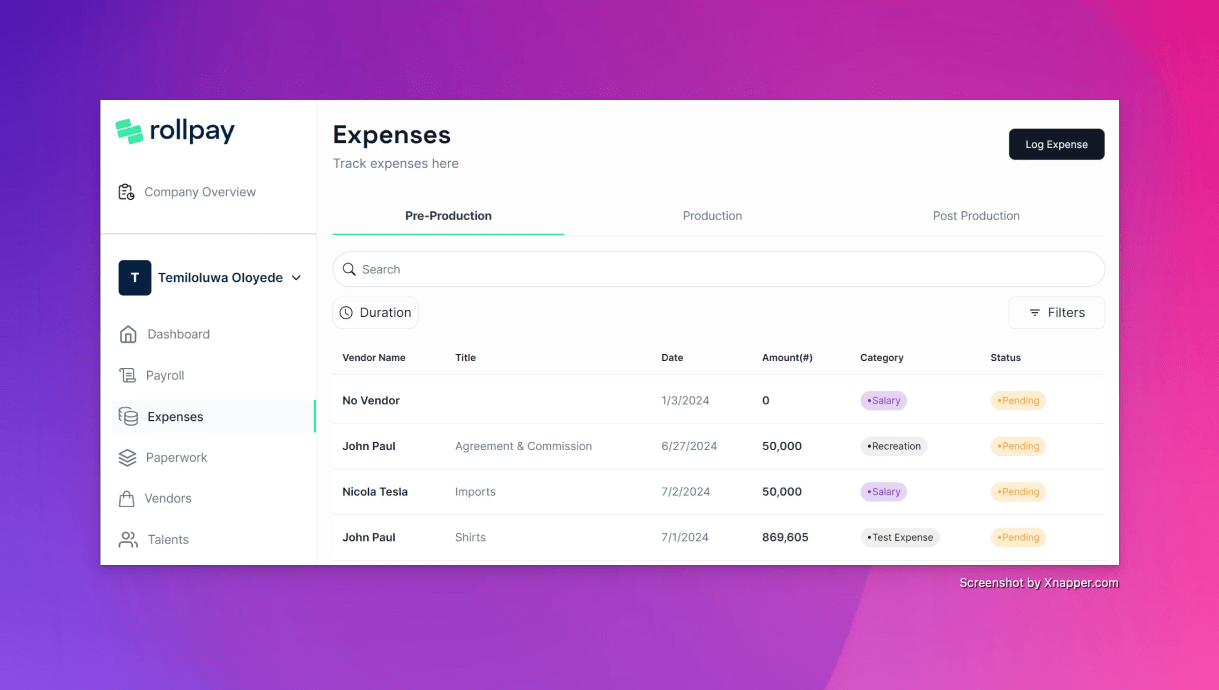 rollpay
Company Overview
T Temiloluwa Oloyede
Dashboard
Payroll
Expenses
Paperwork
Vendors
Talents
Expenses
Track expenses here
Log Expense
Pre-Production Production Post Production
Search
Duration Filters
Vendor Name Title Date Amount(#) Category Status
No Vendor 1/3/2024 0 •Salary •Pending
John Paul Agreement & Commission 6/27/2024 50,000 •Recreation •Pending
Nicola Tesla Imports 7/2/2024 50,000 •Salary •Pending
John Paul Shirts 7/1/2024 869,605 •Test Expense •Pending
Screenshot by Xnapper.com